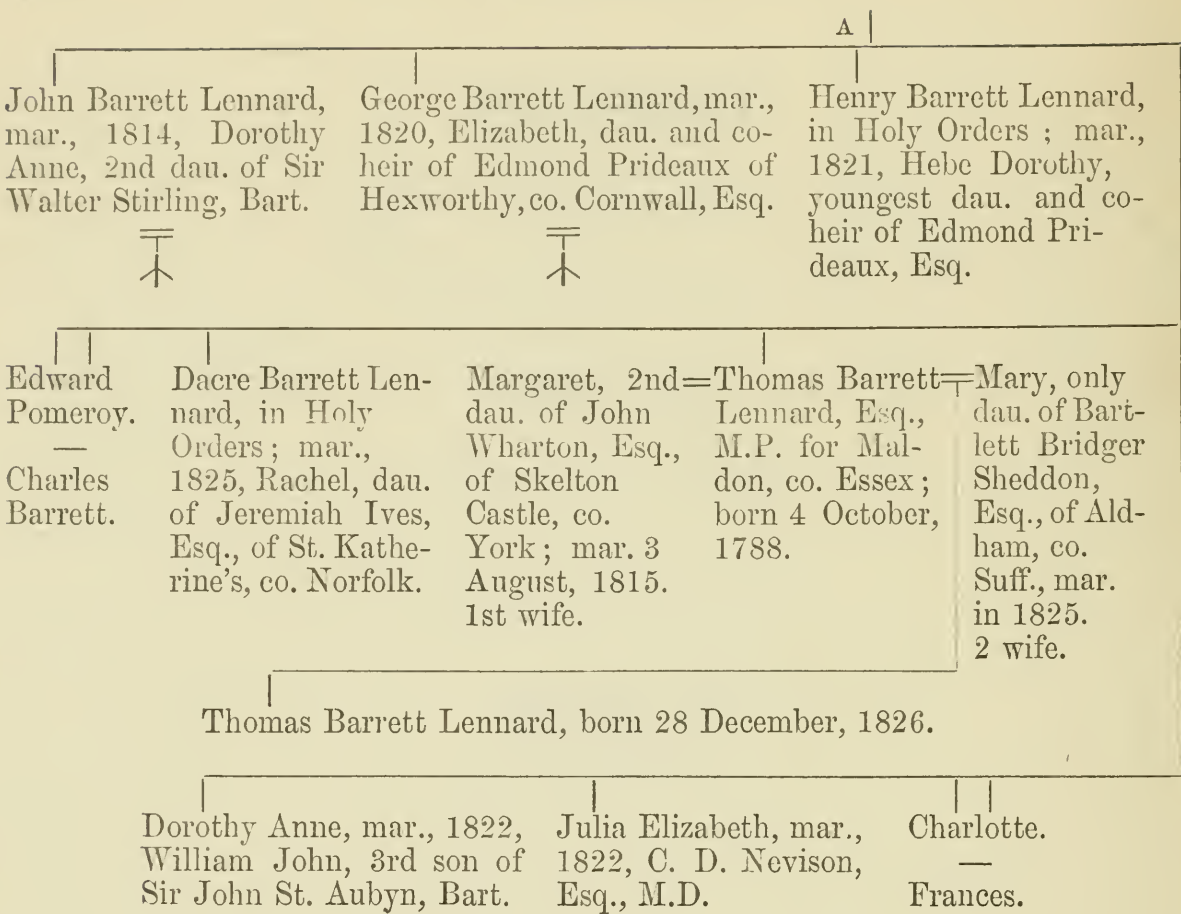 A
John Barrett Lennard,
mar., 1814, Dorothy
Anne, 2nd dau. of Sir
Walter Stirling, Bart.
George Barrett Lennard, mar.,
1820, Elizabeth, dau. and co-
heir of Edmond Prideaux of
Hexworthy, co. Cornwall, Esq.
Henry Barrett Lennard,
in Holy Orders ; mar.,
1821, Hebe Dorothy,
youngest dau. and co-
heir of Edmond Pri-
deaux, Esq.
Edward
Pomeroy.
—
Charles
Barrett.
Dacre Barrett Len-
nard, in Holy
Orders ; mar.,
1825, Rachel, dau.
of Jeremiah Ives,
Esq., of St. Kathe-
rine's, co. Norfolk.
Margaret, 2nd=
dau. of John
Wharton, Esq.,
of Skelton
Castle, co.
York ; mar. 3
August, 1815.
1st wife.
Thomas Barrett=
Lennard, Esq.,
M.P. for Mal-
don, co. Essex ;
born 4 October,
1788.
Mary, only
dau. of Bart-
lett Bridger
Sheddon,
Esq., of Ald-
ham, co.
Suff., mar.
in 1825.
2 wife.
Thomas Barrett Lennard, born 28 December, 1826.
Dorothy Anne, mar., 1822,
William John, 3rd son of
Sir John St. Aubyn, Bart.
Julia Elizabeth, mar.,
1822, C. D. Nevison,
Esq., M.D.
Charlotte.
—
Frances.